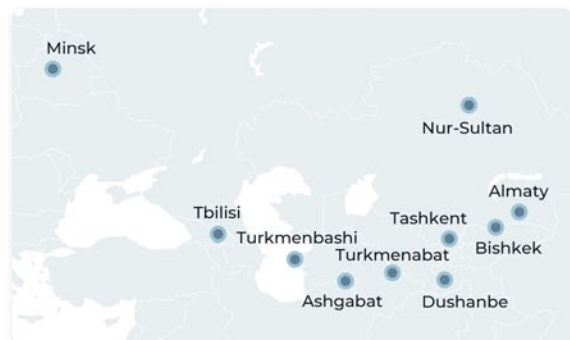 Minsk
Nur-Sultan
Almaty
Tbilisi
Tashkent
Turkmenbashi
Bishkek
Turkmenabat
Ashgabat
Dushanbe